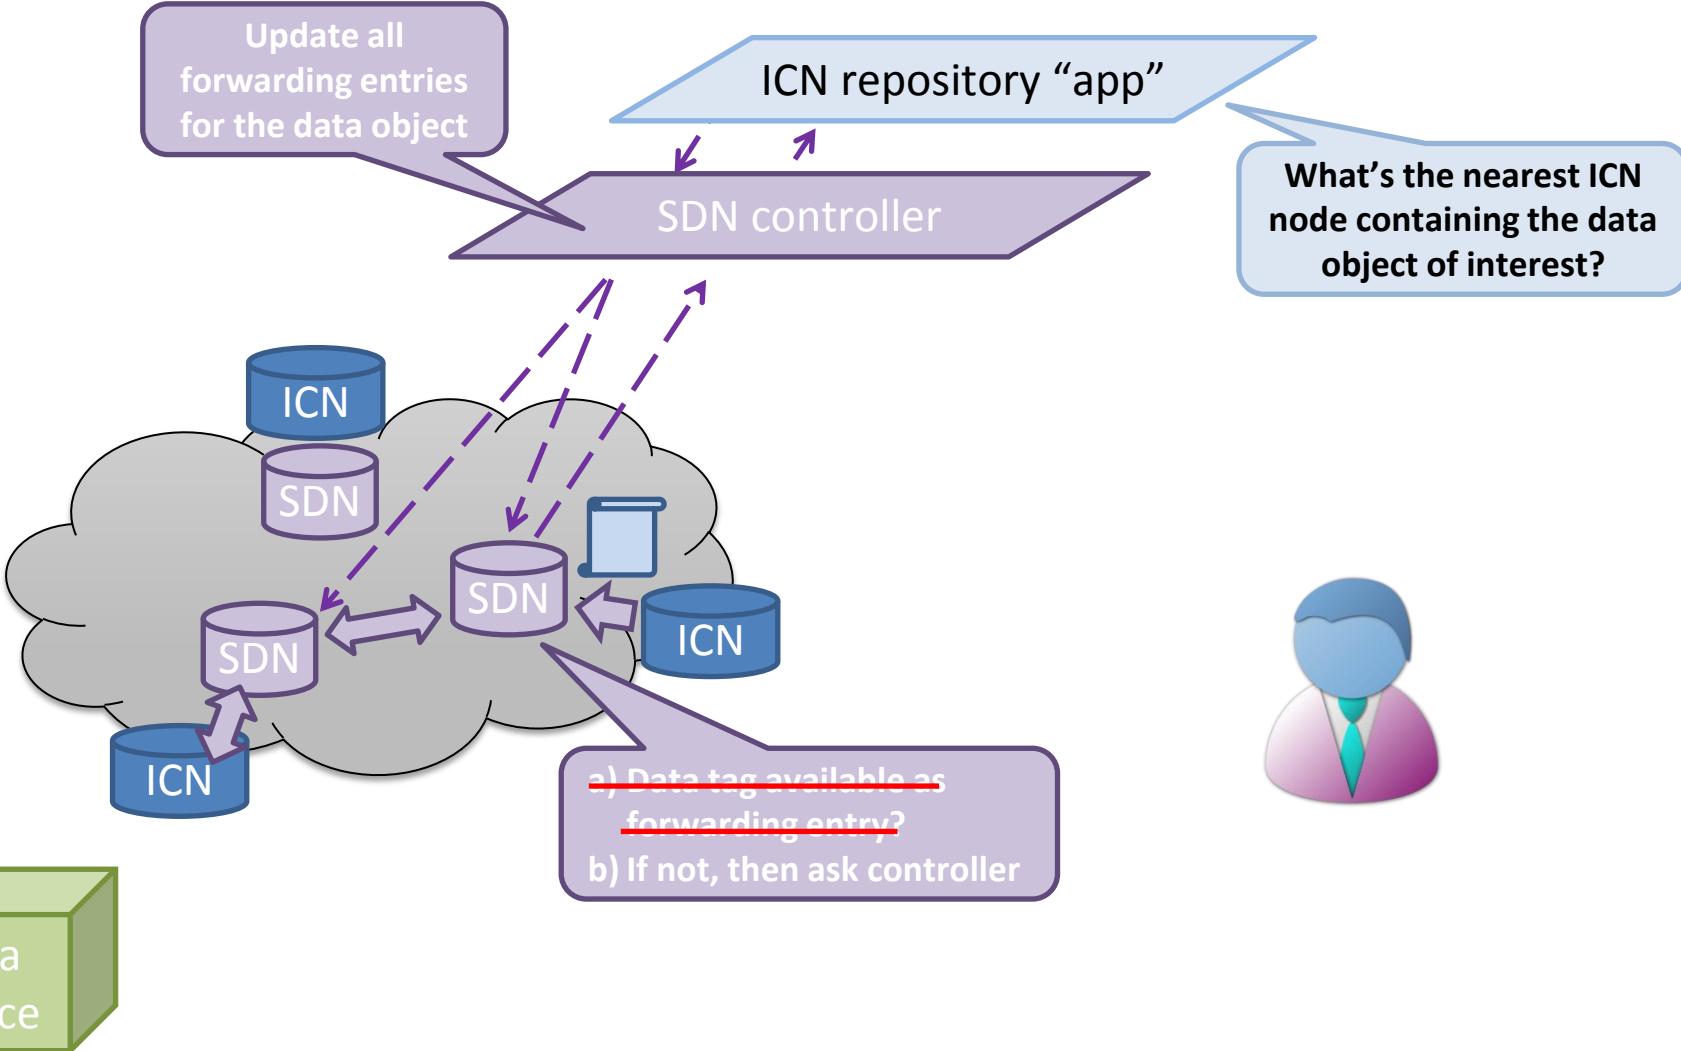 Update all
forwarding entries
for the data object
ICN repository “app”
What’s the nearest ICN
node containing the data
object of interest?
SDN controller
ICN
SDN
SDN
SDN
ICN
ICN
a) Data tag available as
forwarding entry?
b) If not, then ask controller
a
ce